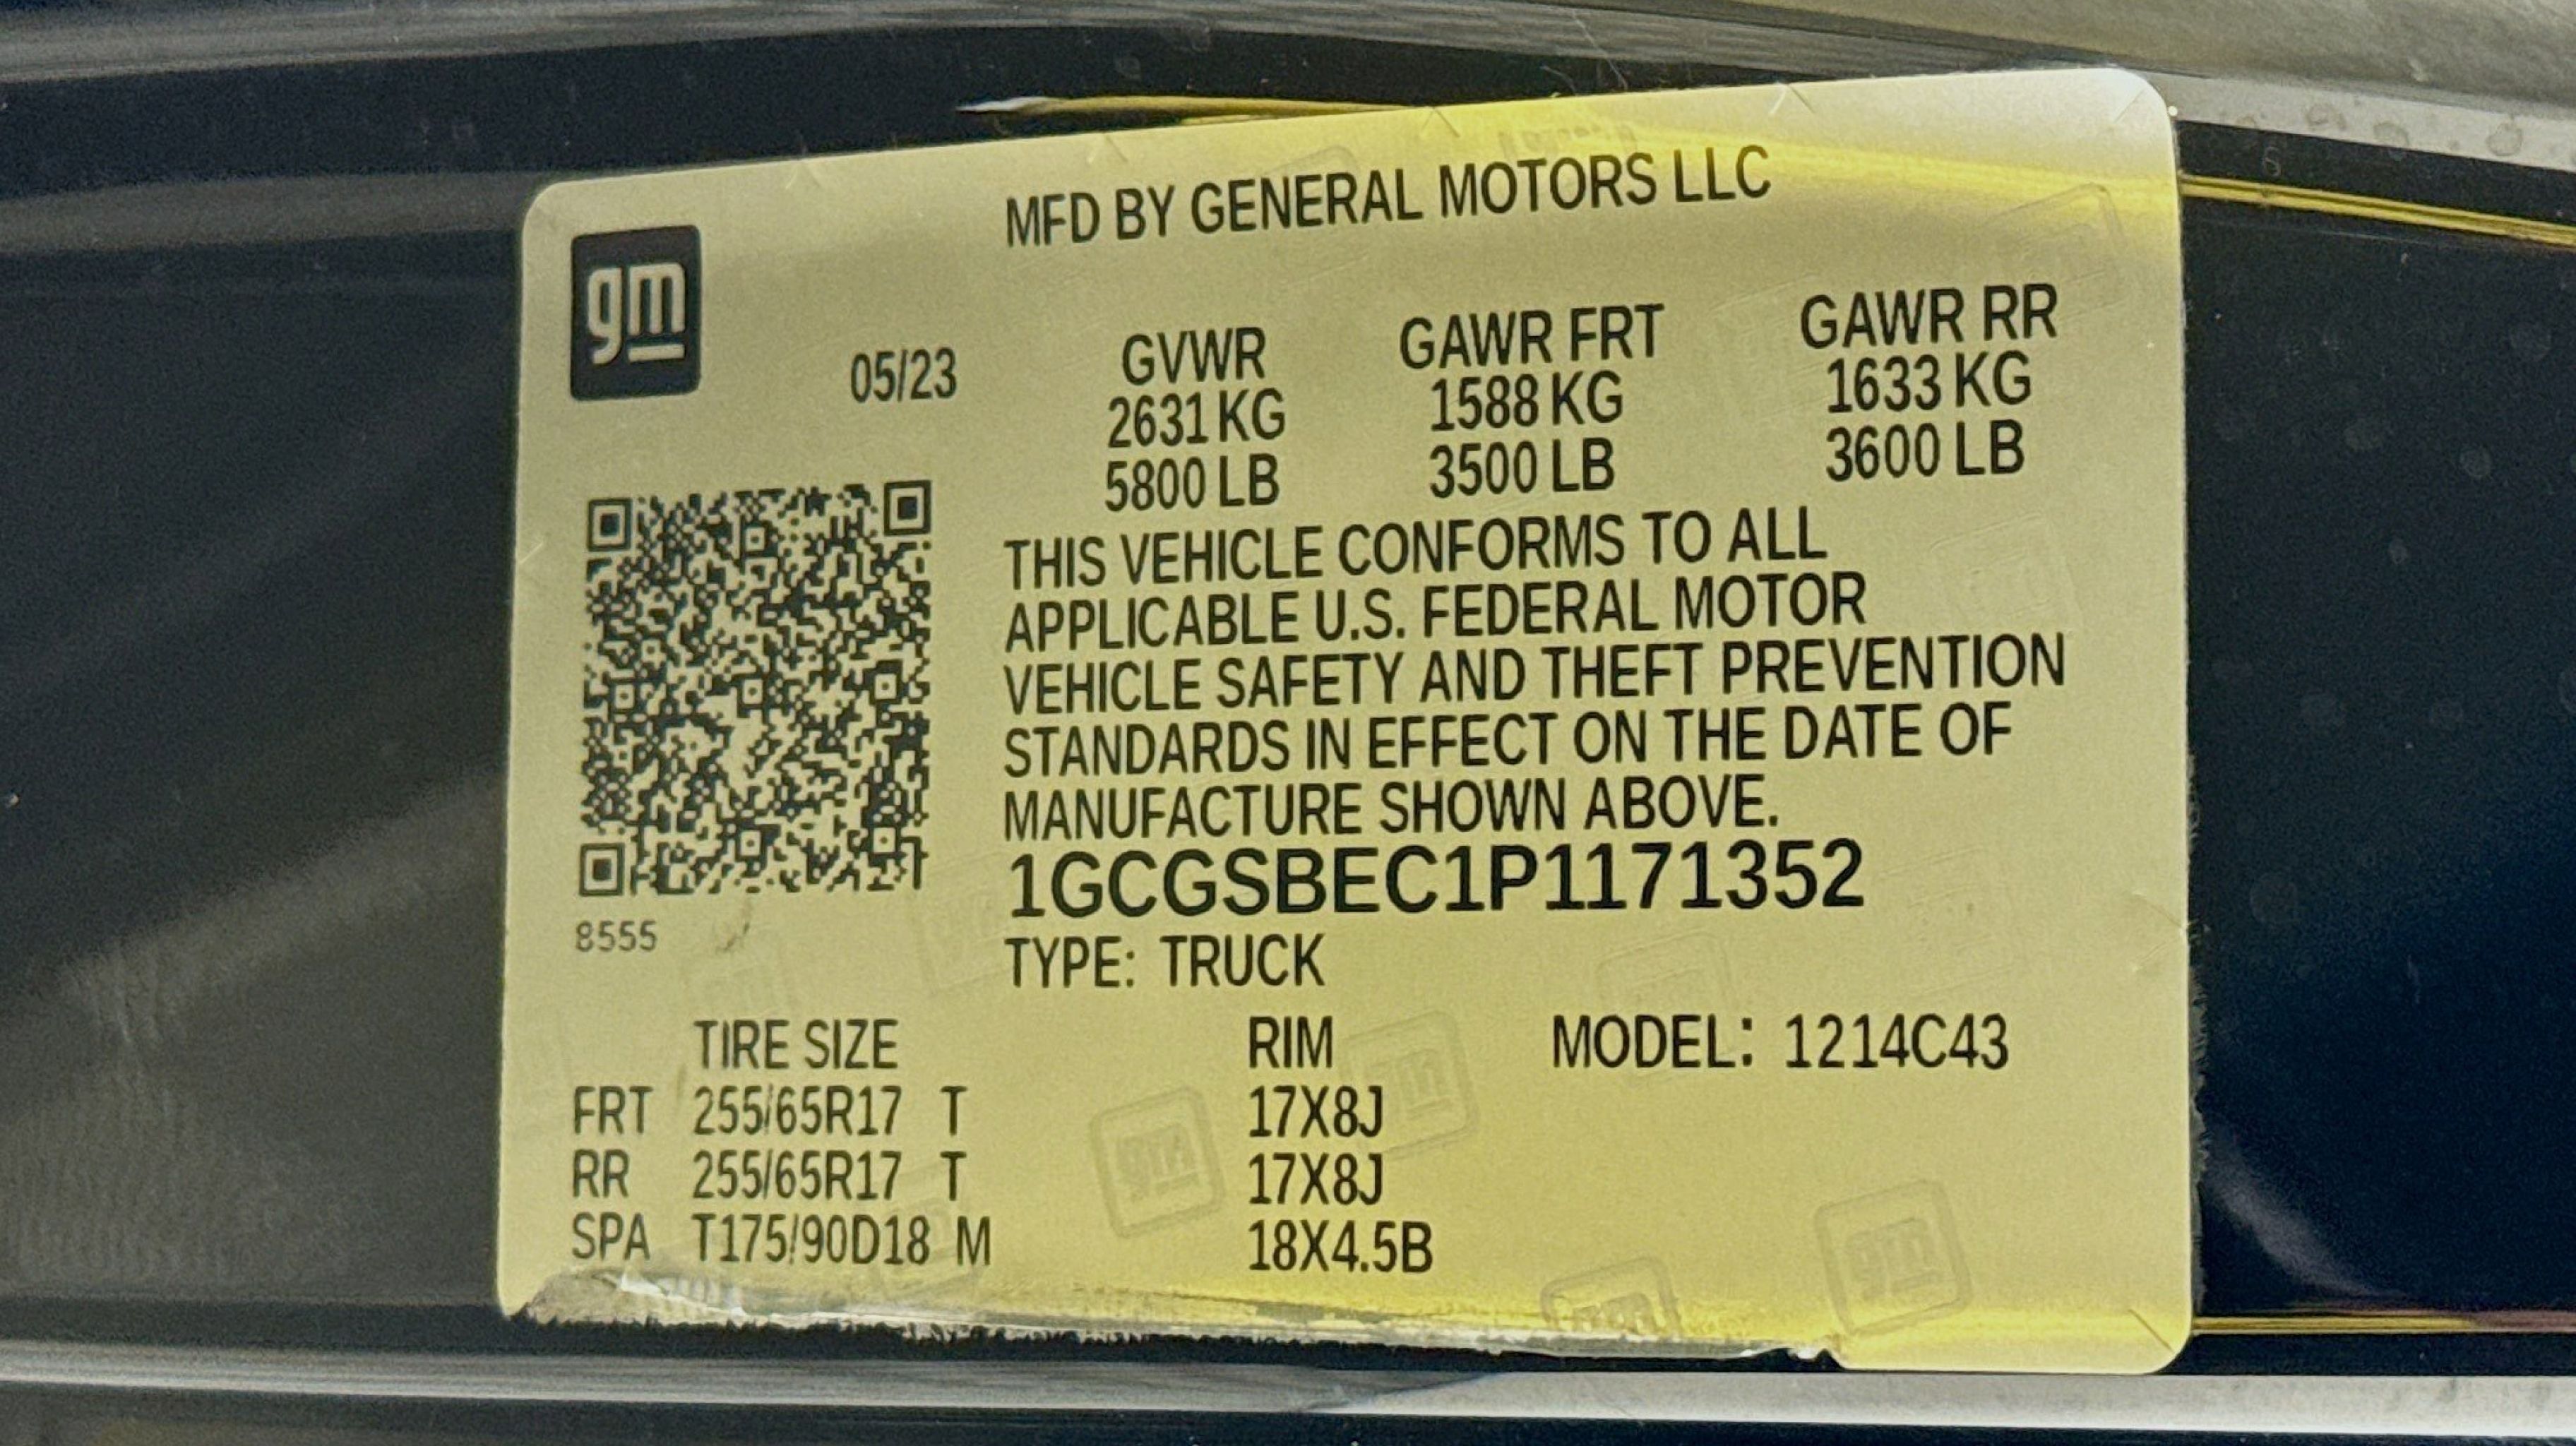 MFD BY GENERAL MOTORS LLC
gm
05/23
GVWR GAWR FRT GAWR RR
2631 KG 1588 KG 1633 KG
5800 LB 3500 LB 3600 LB
THIS VEHICLE CONFORMS TO ALL
APPLICABLE U.S. FEDERAL MOTOR
VEHICLE SAFETY AND THEFT PREVENTION
STANDARDS IN EFFECT ON THE DATE OF
MANUFACTURE SHOWN ABOVE.
1GCGSBEC1P1171352
8555
TYPE: TRUCK
TIRE SIZE RIM MODEL: 1214C43
FRT 255/65R17 T 17X8J
RR 255/65R17 T 17X8J
SPA T175/90D18 M 18X4.5B